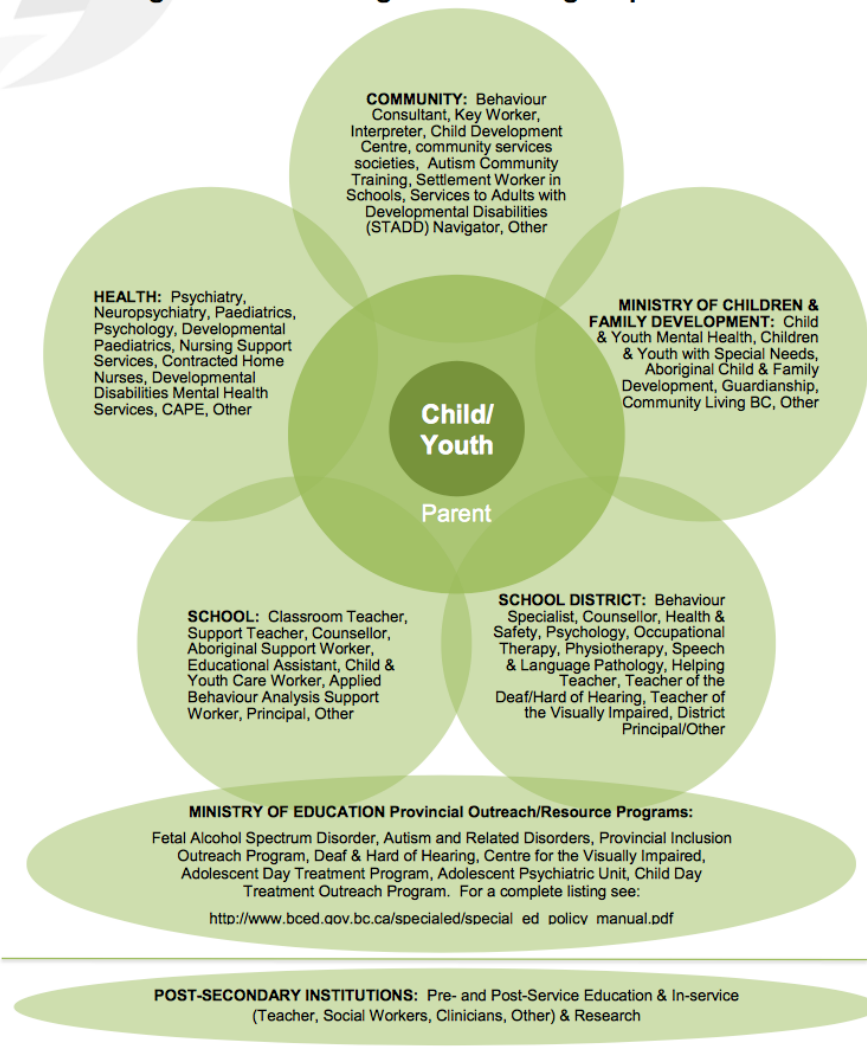 COMMUNITY: Behaviour
Consultant, Key Worker,
Interpreter, Child Development
Centre, community services
societies, Autism Community
Training, Settlement Worker in
Schools, Services to Adults with
Developmental Disabilities
(STADD) Navigator, Other
HEALTH: Psychiatry,
Neuropsychiatry, Paediatrics,
Psychology, Developmental
Paediatrics, Nursing Support
Services, Contracted Home
Nurses, Developmental
Disabilities Mental Health
Services, CAPE, Other
MINISTRY OF CHILDREN &
FAMILY DEVELOPMENT: Child
& Youth Mental Health, Children
& Youth with Special Needs,
Aboriginal Child & Family
Development, Guardianship,
Community Living BC, Other
Child/
Youth
Parent
SCHOOL: Classroom Teacher,
Support Teacher, Counsellor,
Aboriginal Support Worker,
Educational Assistant, Child &
Youth Care Worker, Applied
Behaviour Analysis Support
Worker, Principal, Other
SCHOOL DISTRICT: Behaviour
Specialist, Counsellor, Health &
Safety, Psychology, Occupational
Therapy, Physiotherapy, Speech
& Language Pathology, Helping
Teacher, Teacher of the
Deaf/Hard of Hearing, Teacher of
the Visually Impaired, District
Principal/Other
MINISTRY OF EDUCATION Provincial Outreach/Resource Programs:
Fetal Alcohol Spectrum Disorder, Autism and Related Disorders, Provincial Inclusion
Outreach Program, Deaf & Hard of Hearing, Centre for the Visually Impaired,
Adolescent Day Treatment Program, Adolescent Psychiatric Unit, Child Day
Treatment Outreach Program. For a complete listing see:
http://www.bced.gov.bc.ca/specialed/special_ed_policy_manual.pdf
POST-SECONDARY INSTITUTIONS: Pre- and Post-Service Education & In-service
(Teacher, Social Workers, Clinicians, Other) & Research